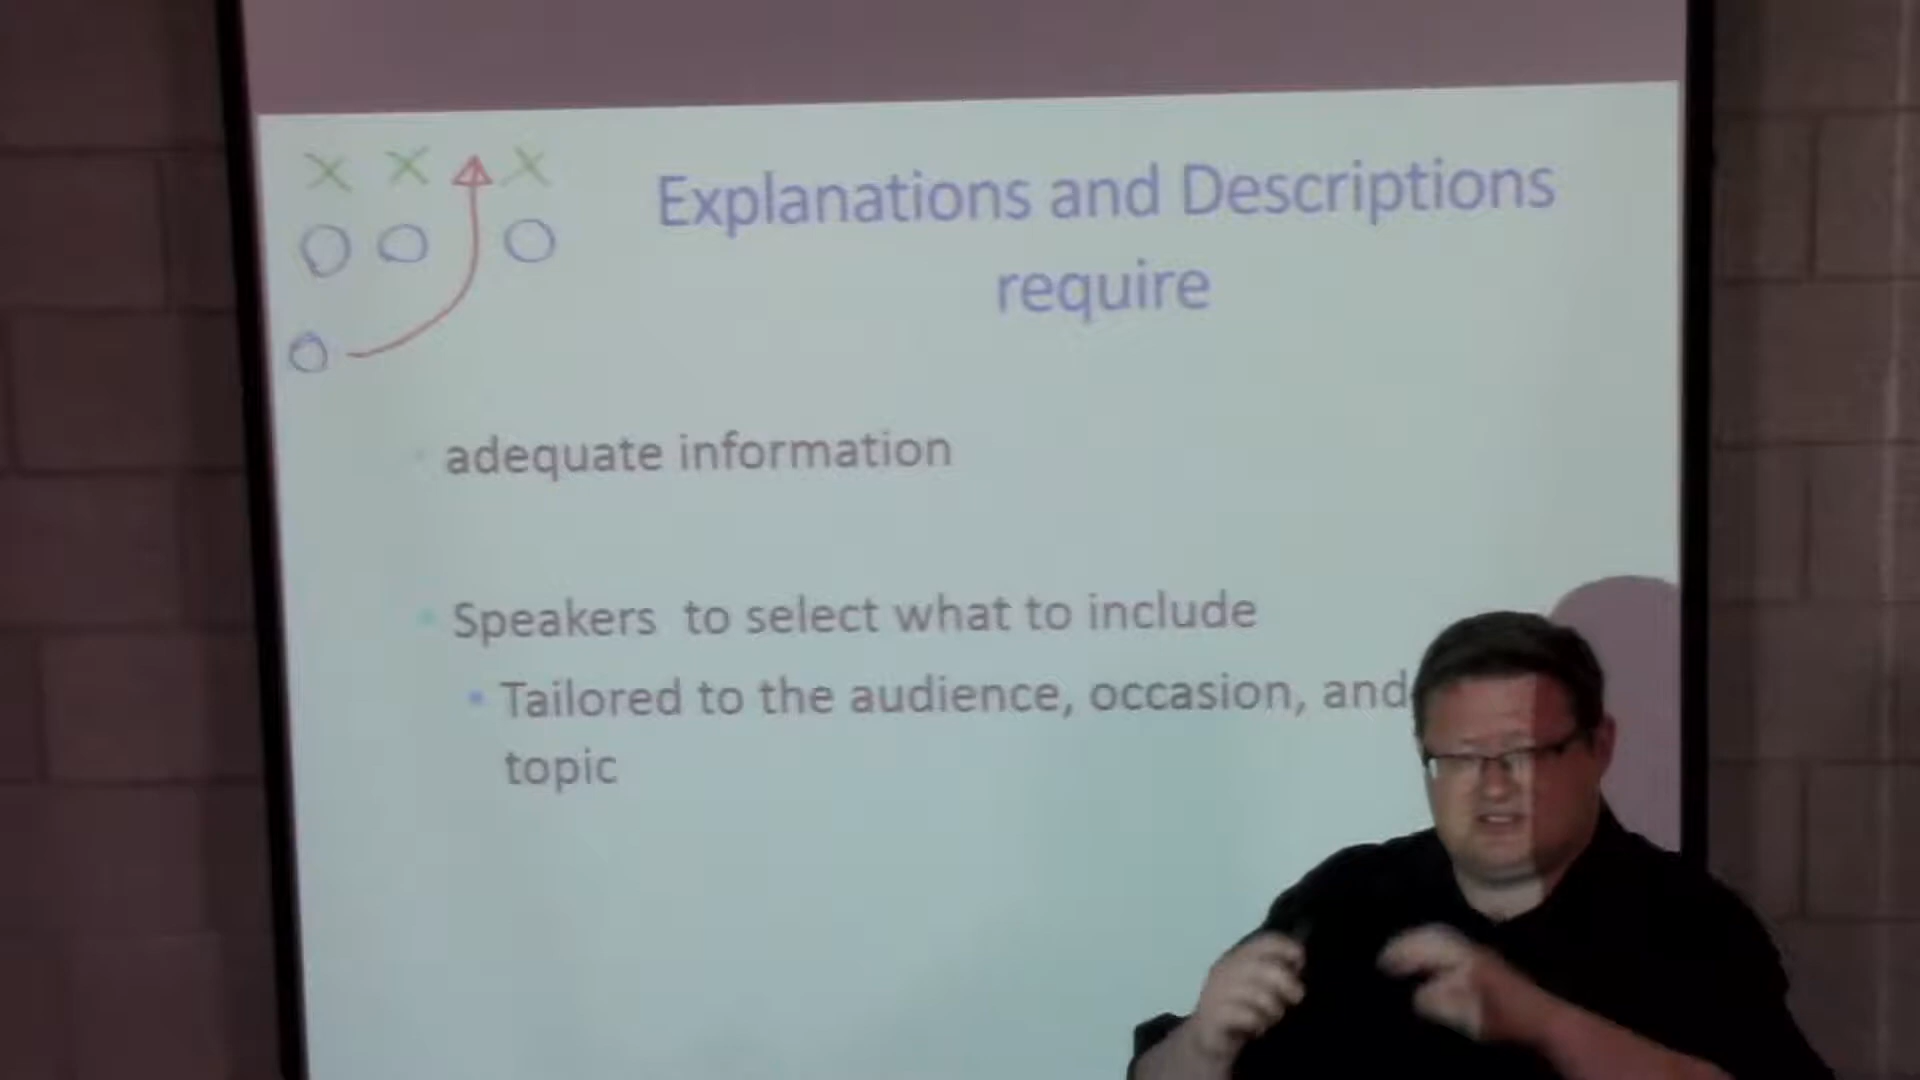 Explanations and Descriptions
require
adequate information
Speakers to select what to include
Tailored to the audience, occasion, and
topic